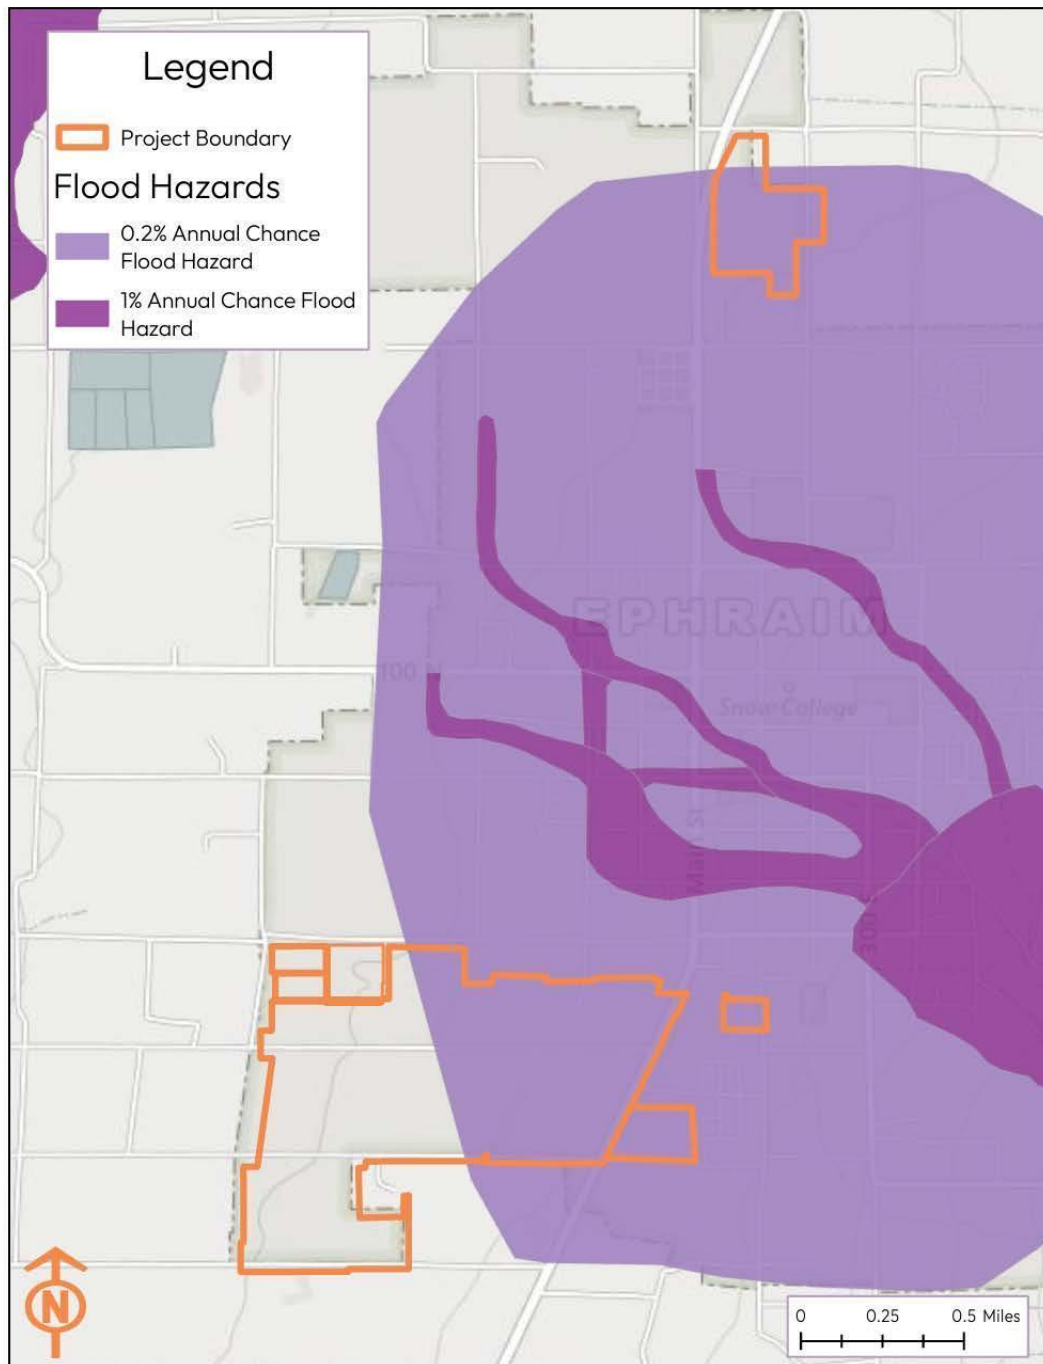 Legend
Project Boundary
Flood Hazards
0.2% Annual Chance
Flood Hazard
1% Annual Chance Flood
Hazard
EPHRAIM
100 N
Snow College
Main St
300 E
N
0 0.25 0.5 Miles